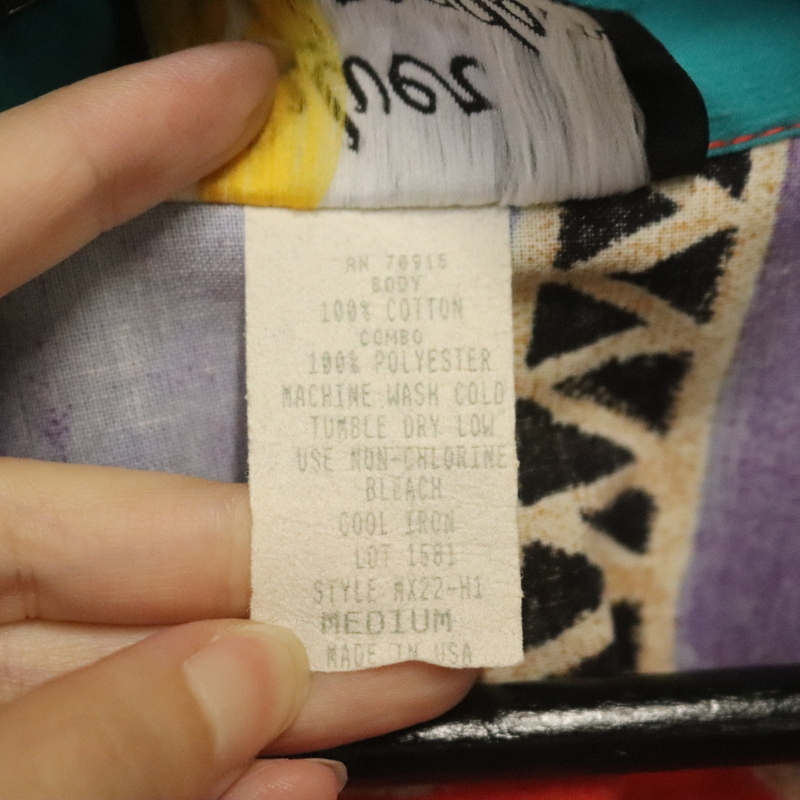 RN 70915
BODY
100% COTTON
COMBO
100% POLYESTER
MACHINE WASH COLD
TUMBLE DRY LOW
USE NON-CHLORINE
BLEACH
COOL IRON
LOT 1581
STYLE MX22-H1
MEDIUM
MADE IN USA